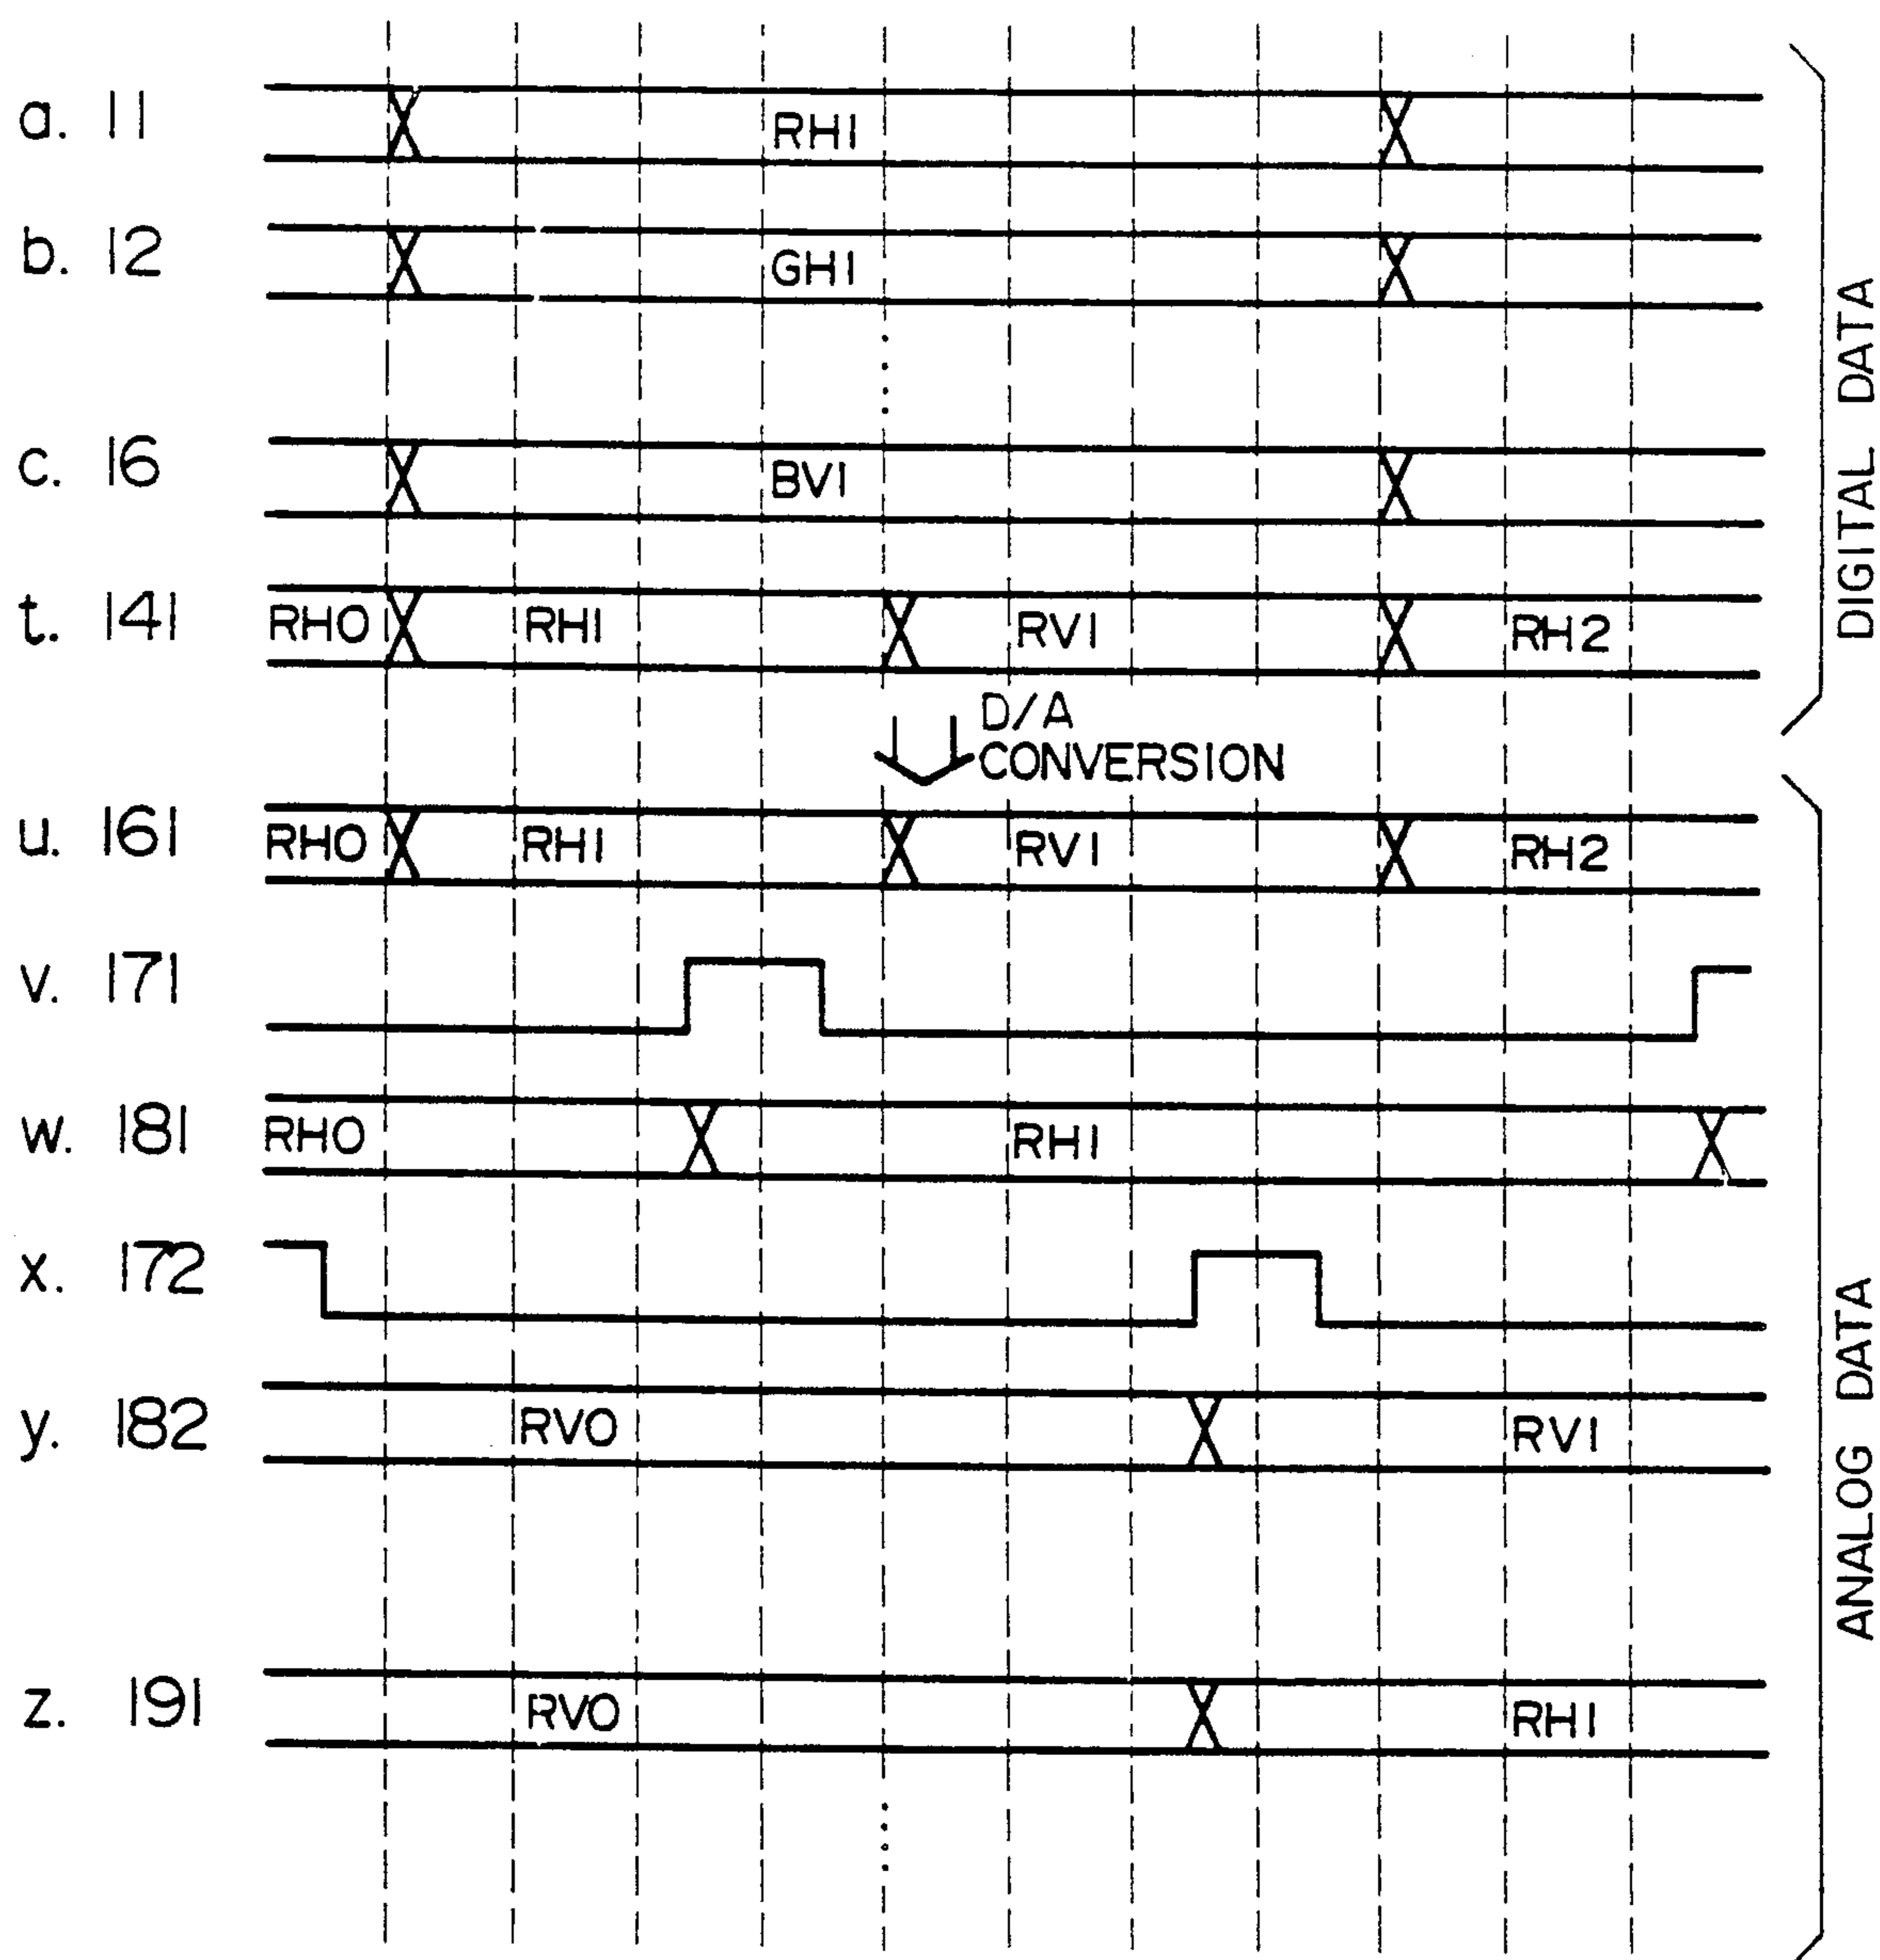 a. 11 RH1
b. 12 GH1
c. 16 BV1
t. 141 RH0 RH1 RV1 RH2
D/A
CONVERSION
u. 161 RH0 RH1 RV1 RH2
v. 171
w. 181 RH0 RH1
x. 172
y. 182 RV0 RV1
z. 191 RV0 RH1
DIGITAL DATA
ANALOG DATA